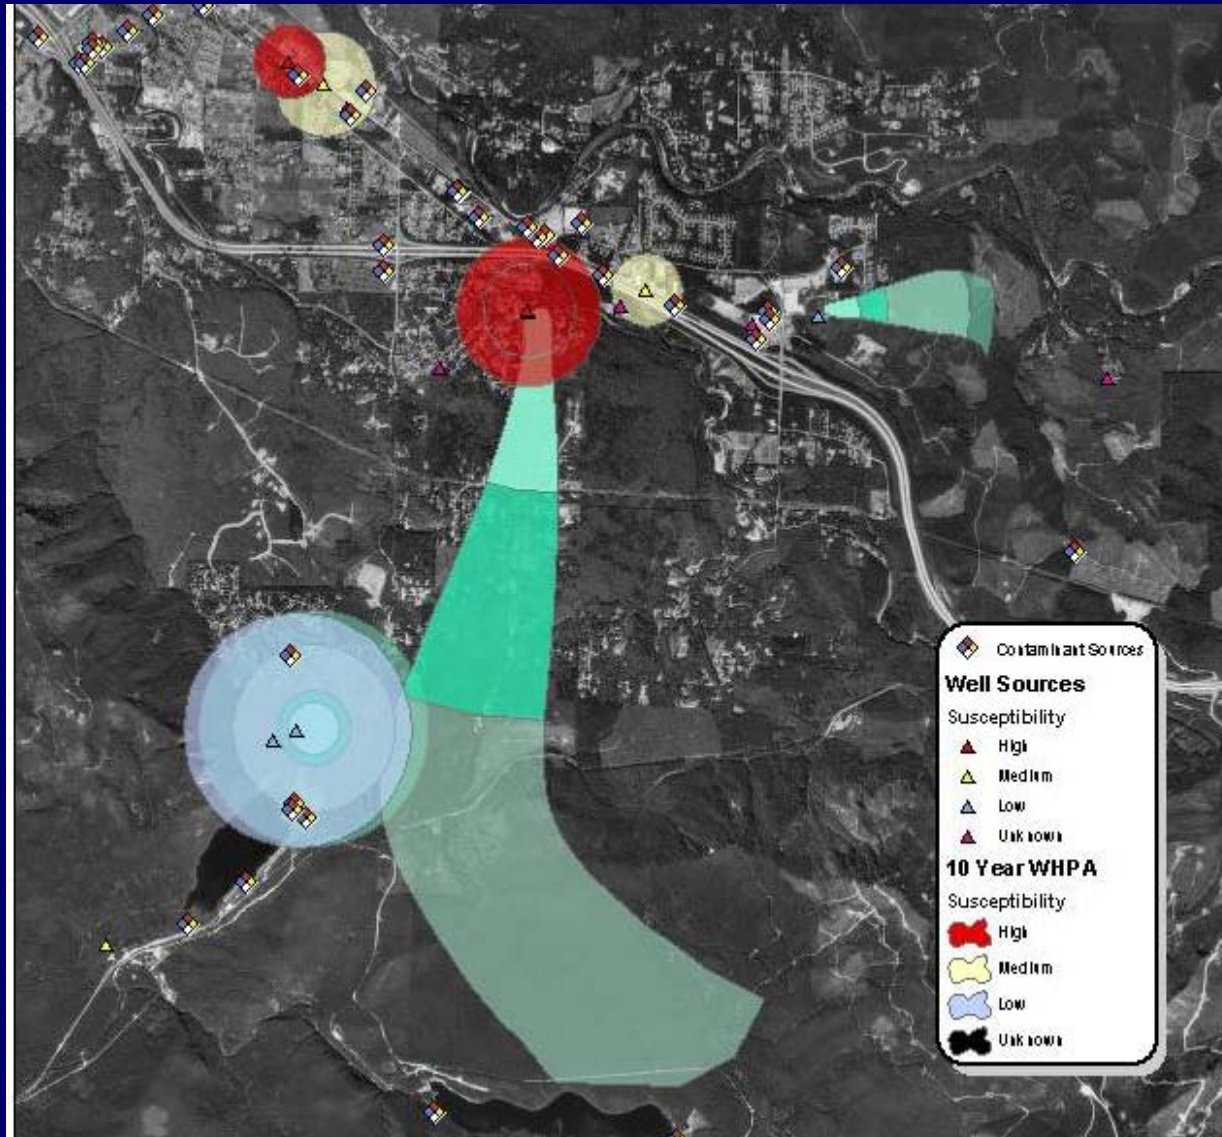 Contaminant Sources
Well Sources
Susceptibility
High
Medium
Low
Unknown
10 Year WHPA
Susceptibility
High
Medium
Low
Unknown